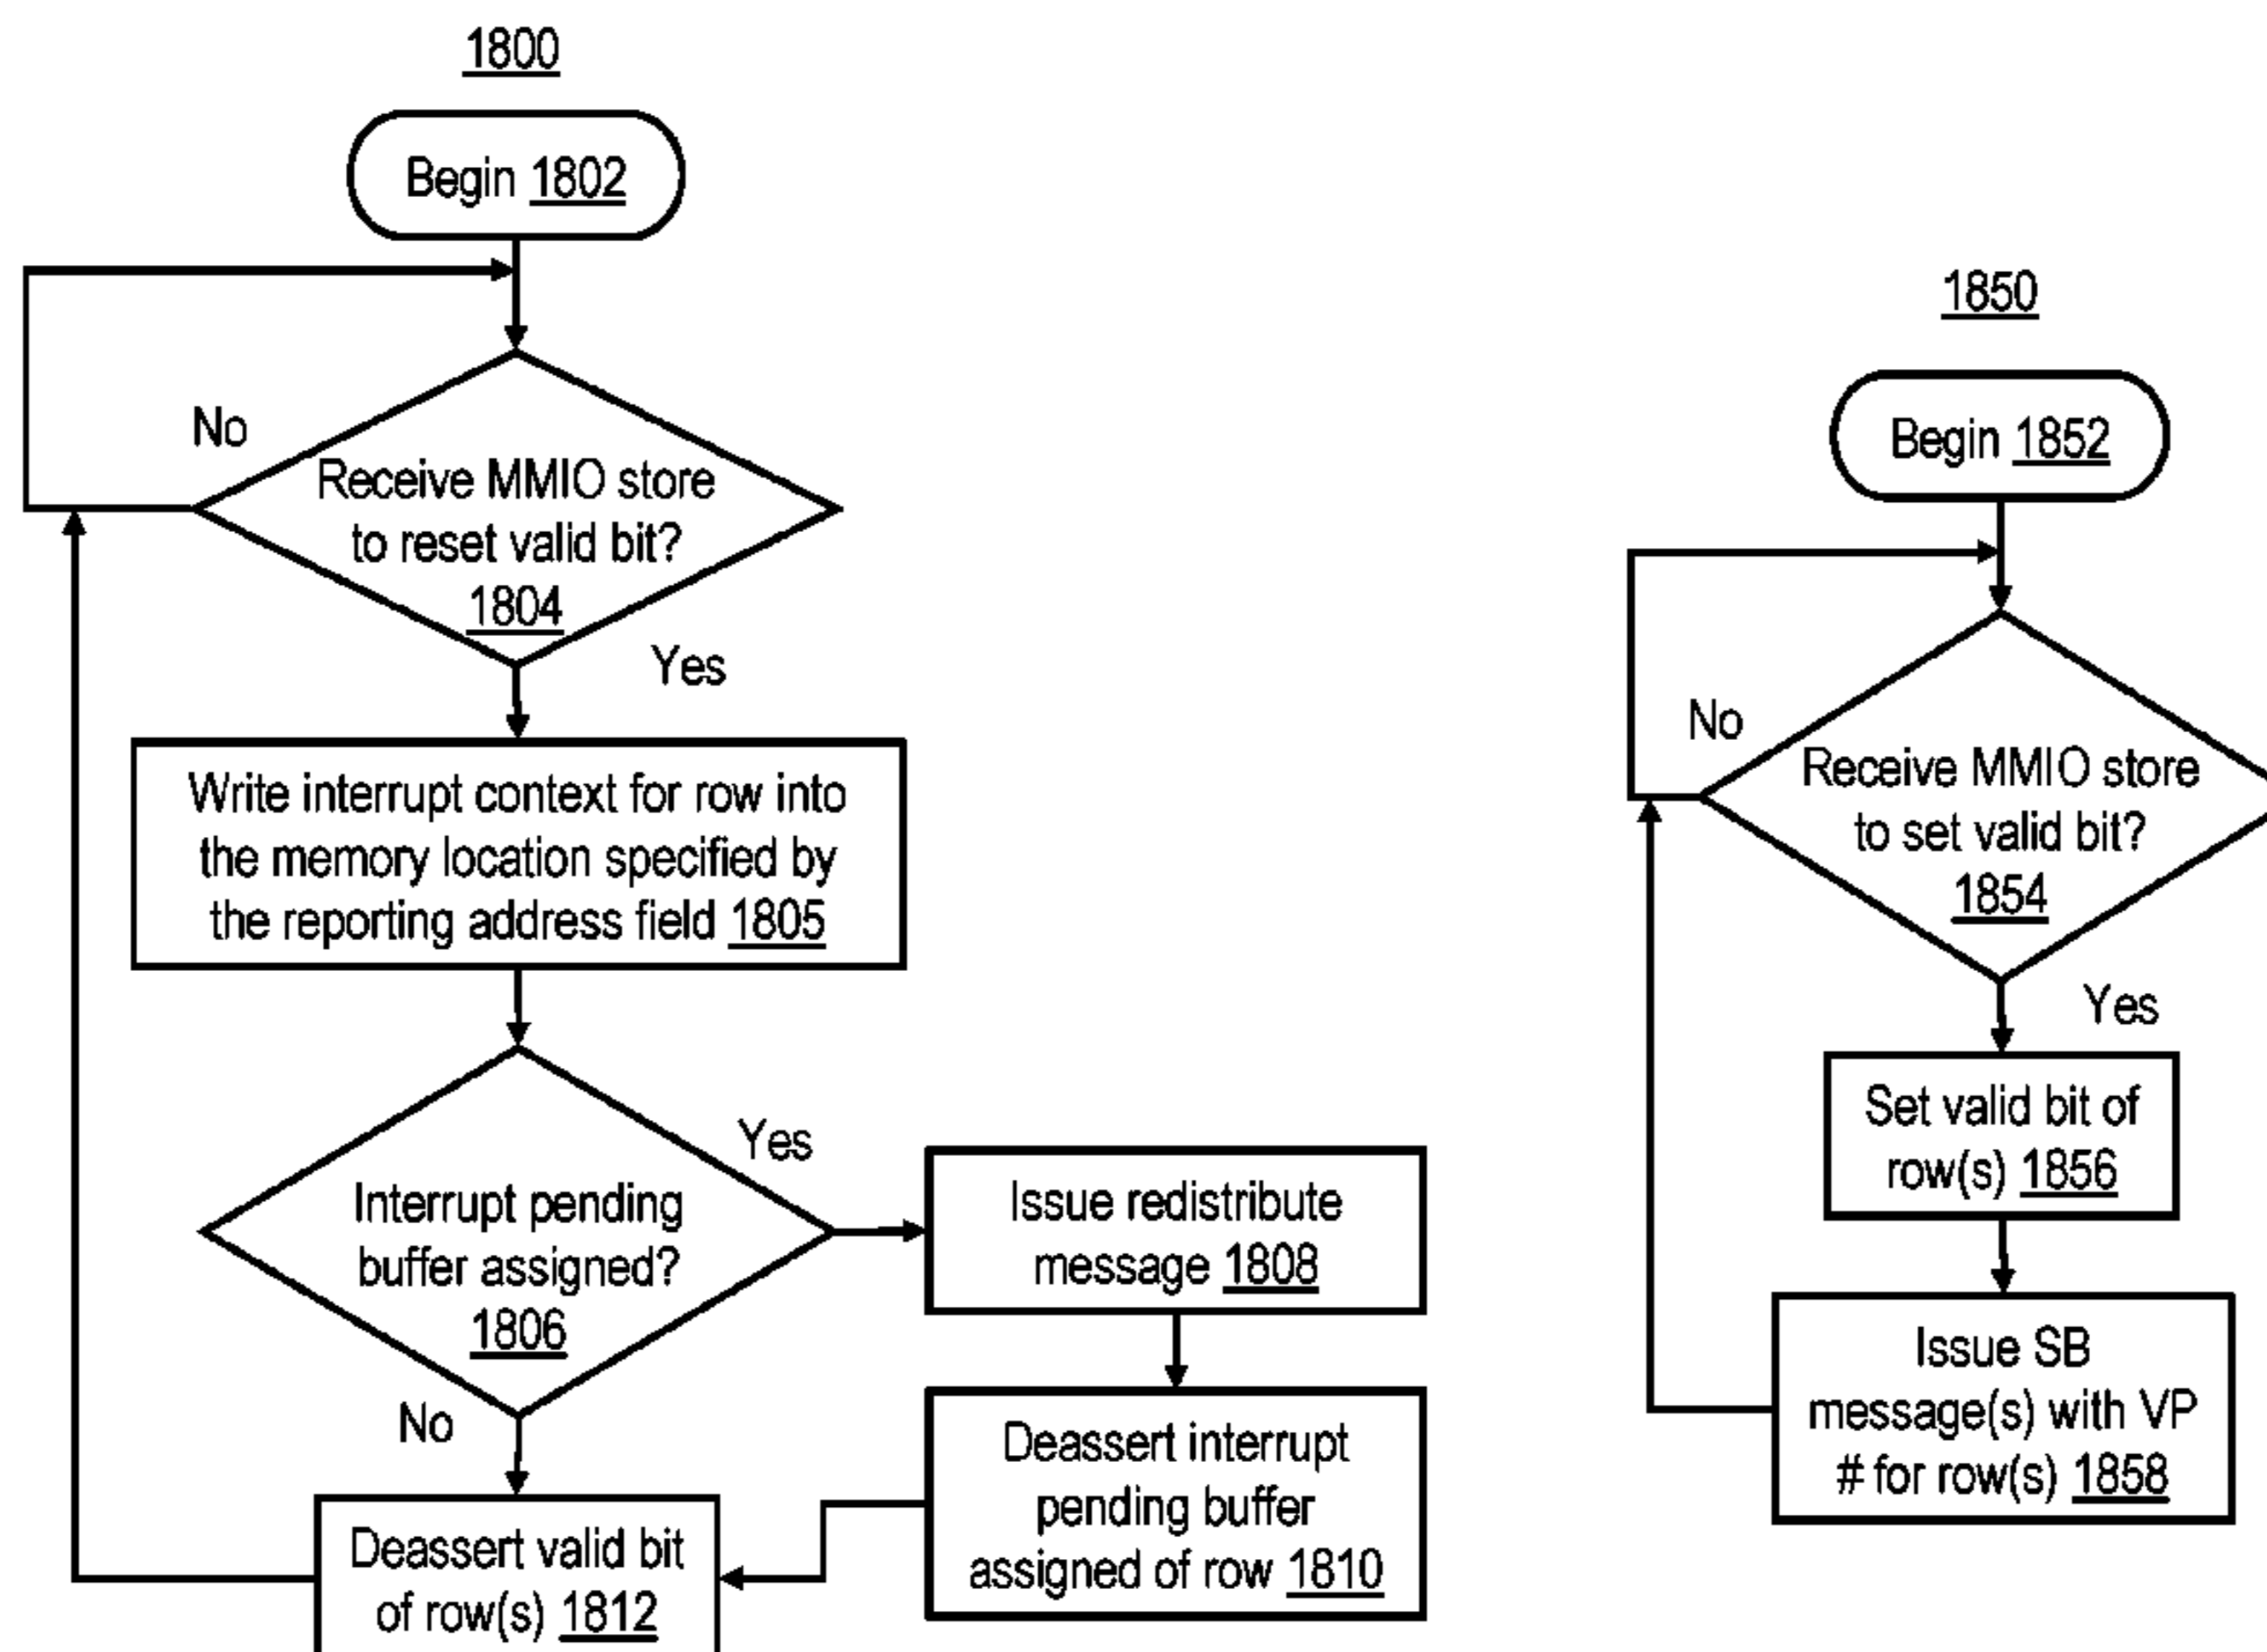 1800
Begin 1802
No
Receive MMIO store
to reset valid bit?
1804
Yes
Write interrupt context for row into
the memory location specified by
the reporting address field 1805
Interrupt pending
buffer assigned?
1806
Yes
No
Issue redistribute
message 1808
Deassert interrupt
pending buffer
assigned of row 1810
Deassert valid bit
of row(s) 1812
1850
Begin 1852
No
Receive MMIO store
to set valid bit?
1854
Yes
Set valid bit of
row(s) 1856
Issue SB
message(s) with VP
# for row(s) 1858